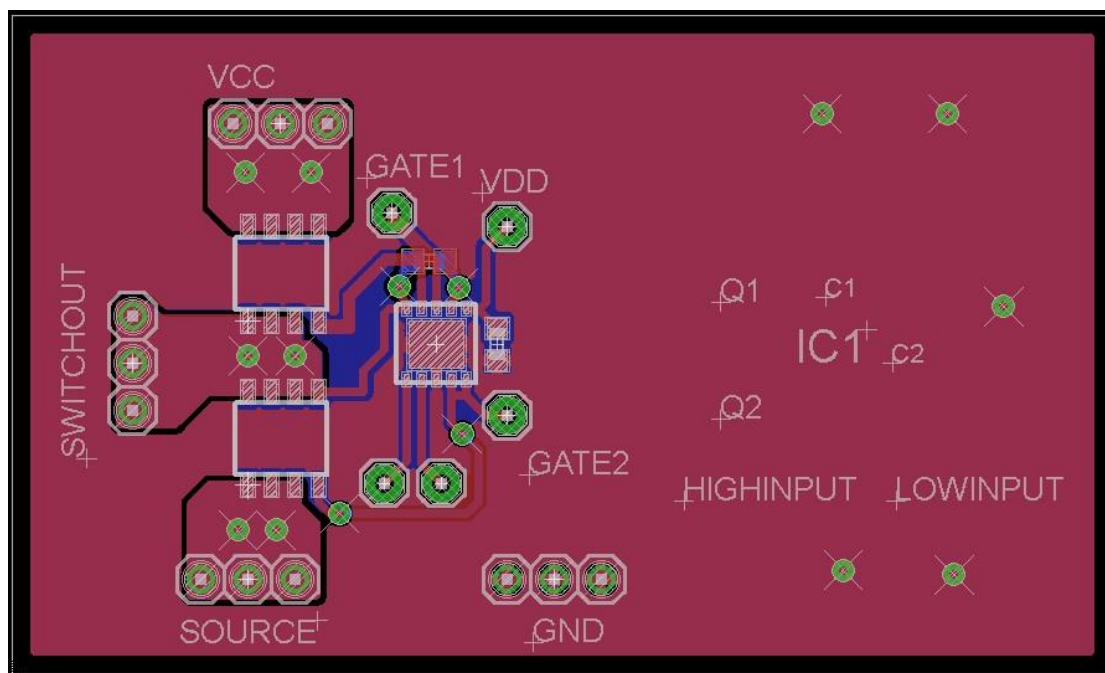 VCC
GATE1
VDD
SWITCHOUT
Q1
C1
IC1
C2
Q2
GATE2
HIGHINPUT
LOWINPUT
SOURCE
GND